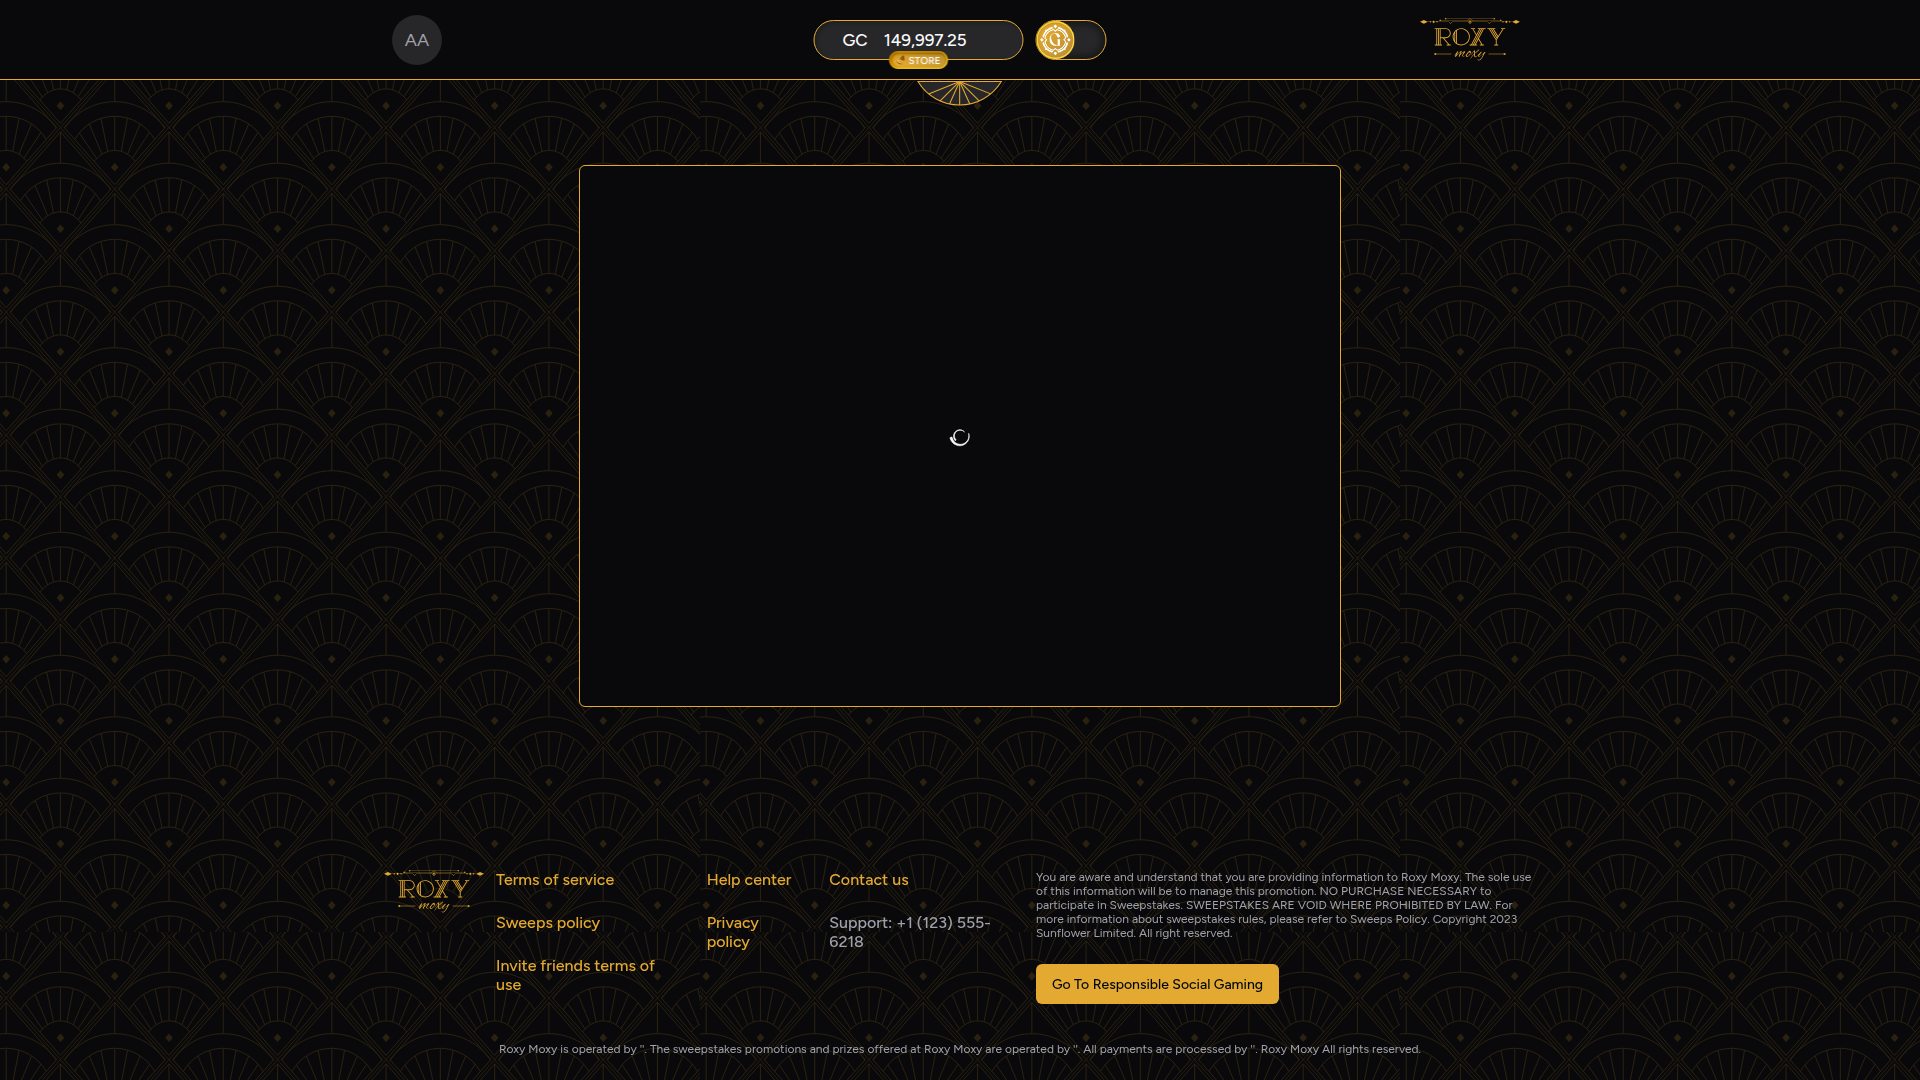 AA
GC 149,997.25
STORE
G
ROXY
moxy
ROXY
moxy
Terms of service
Sweeps policy
Invite friends terms of
use
Help center
Privacy
policy
Contact us
Support: +1 (123) 555-
6218
You are aware and understand that you are providing information to Roxy Moxy. The sole use
of this information will be to manage this promotion. NO PURCHASE NECESSARY to
participate in Sweepstakes. SWEEPSTAKES ARE VOID WHERE PROHIBITED BY LAW. For
more information about sweepstakes rules, please refer to Sweeps Policy. Copyright 2023
Sunflower Limited. All right reserved.
Go To Responsible Social Gaming
Roxy Moxy is operated by ''. The sweepstakes promotions and prizes offered at Roxy Moxy are operated by ''. All payments are processed by ''. Roxy Moxy All rights reserved.